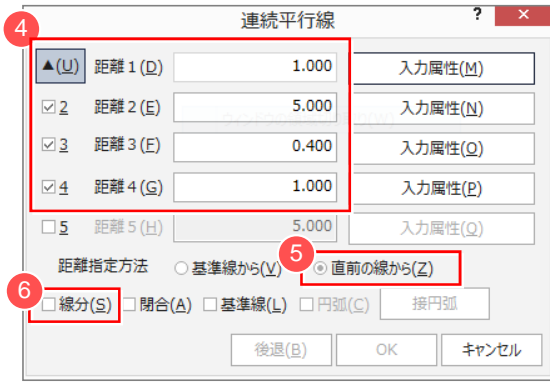 4
連続平行線 ? ×
▲(U) 距離1(D) 1.000 入力属性(M)
2 距離2(E) 5.000 入力属性(N)
3 距離3(F) 0.400 入力属性(O)
4 距離4(G) 1.000 入力属性(P)
5 距離5(H) 5.000 入力属性(Q)
距離指定方法 基準線から(V) 5 直前の線から(Z)
6
線分(S) 閉合(A) 基準線(L) 円弧(C) 接円弧
後退(B) OK キャンセル